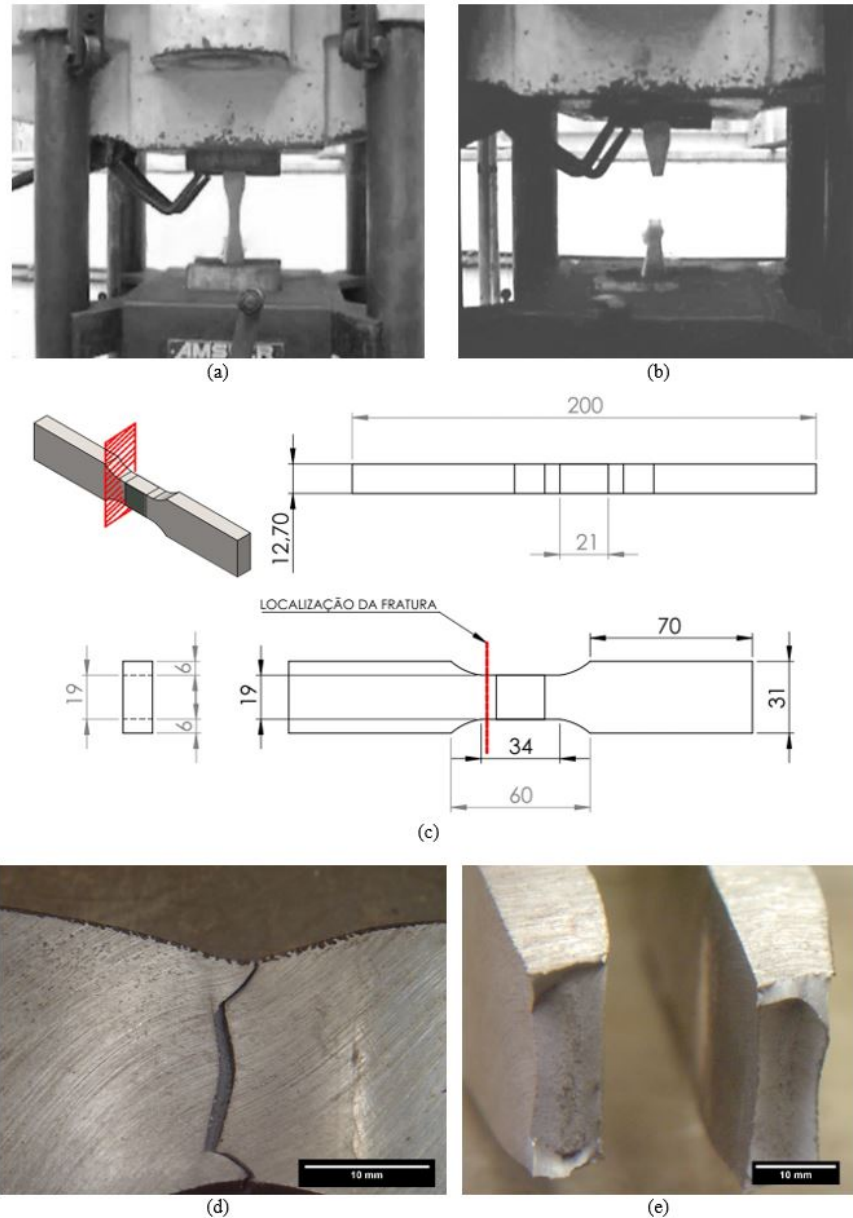 AMSLER
(a)
(b)
200
12,70
21
LOCALIZAÇÃO DA FRATURA
70
19
6
6
19
31
34
60
(c)
10 mm
10 mm
(d)
(e)